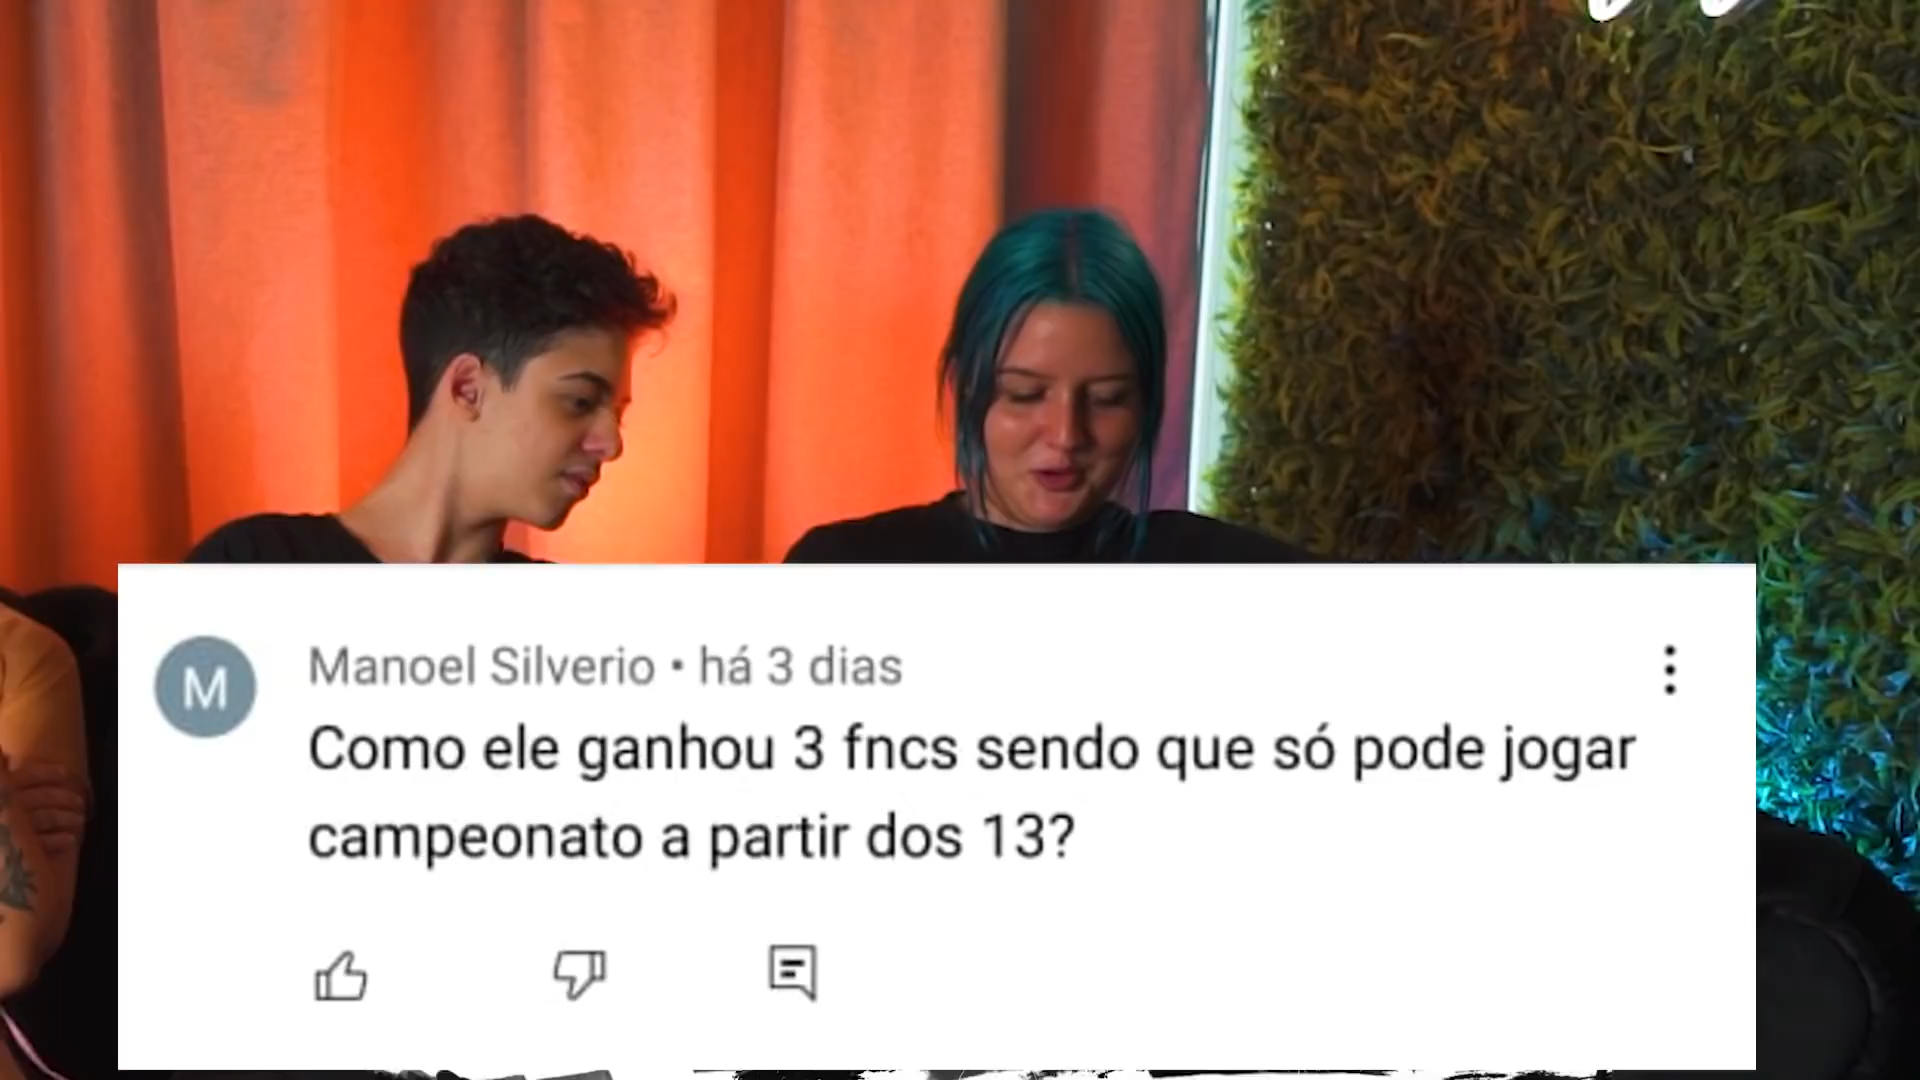 M
Manoel Silverio • há 3 dias
Como ele ganhou 3 fncs sendo que só pode jogar
campeonato a partir dos 13?